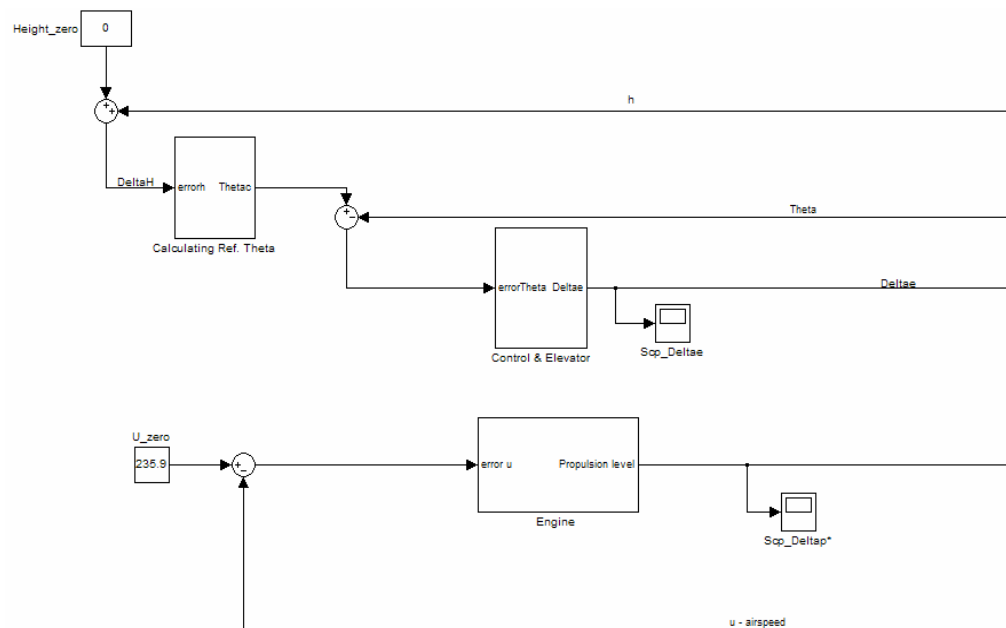 Height_zero
0
h
DeltaH
errorh Thetac
Calculating Ref. Theta
Theta
errorTheta Deltae
Deltae
Scp_Deltae
Control & Elevator
U_zero
235.9
error u Propulsion level
Engine
Scp_Deltap*
u - airspeed